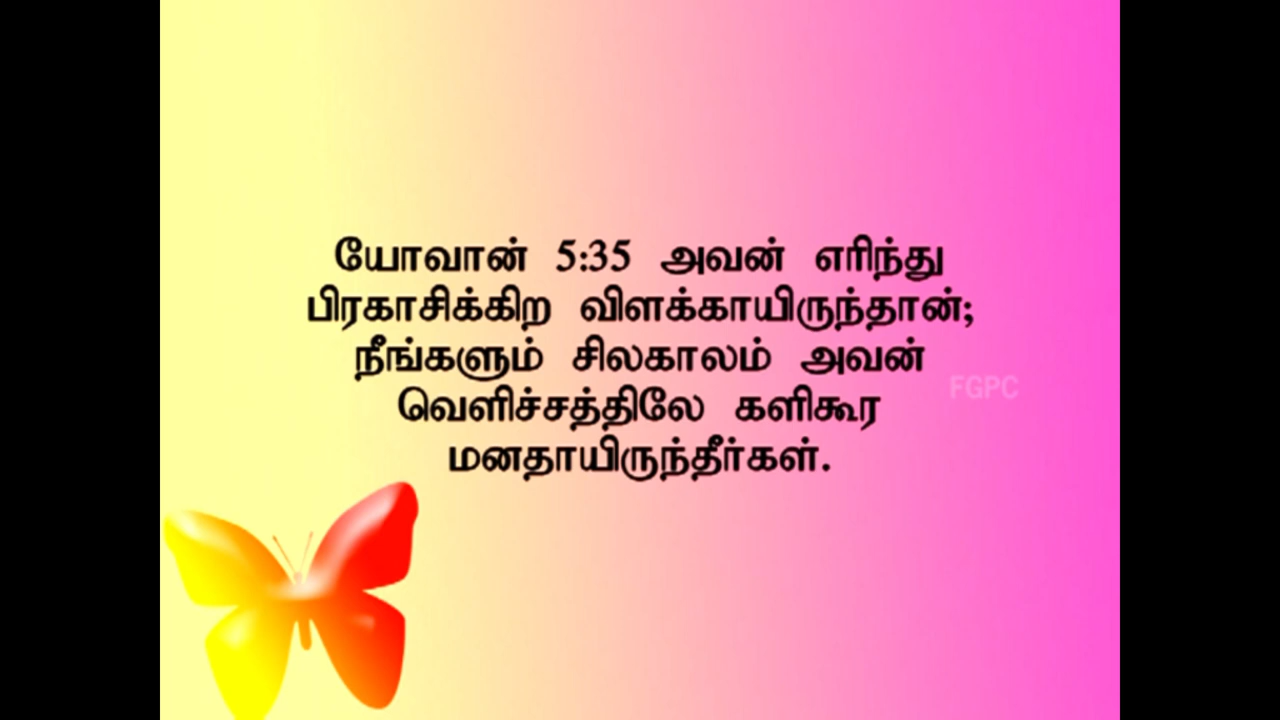 யோவான் 5:35 அவன் எரிந்து
பிரகாசிக்கிற விளக்காயிருந்தான்;
நீங்களும் சிலகாலம் அவன்
வெளிச்சத்திலே களிகூர
மனதாயிருந்தீர்கள்.
FGPC